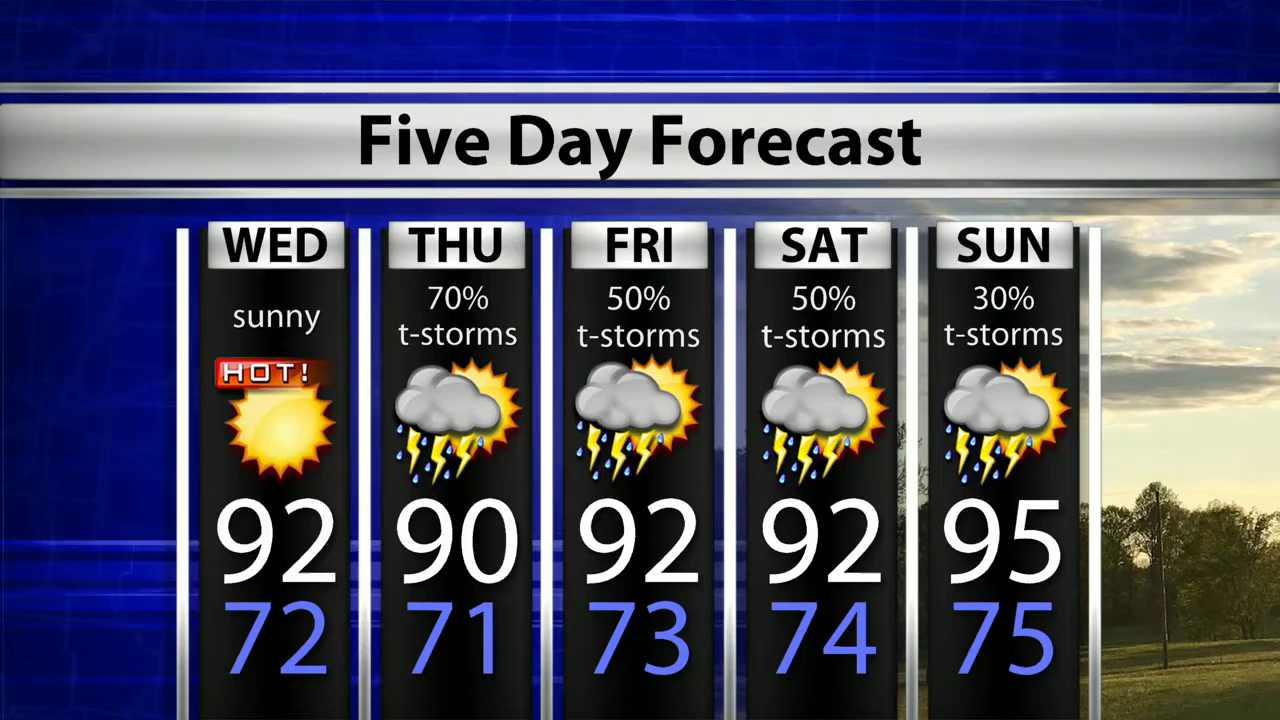 Five Day Forecast
WED
sunny
HOT!
92
72
THU
70%
t-storms
90
71
FRI
50%
t-storms
92
73
SAT
50%
t-storms
92
74
SUN
30%
t-storms
95
75